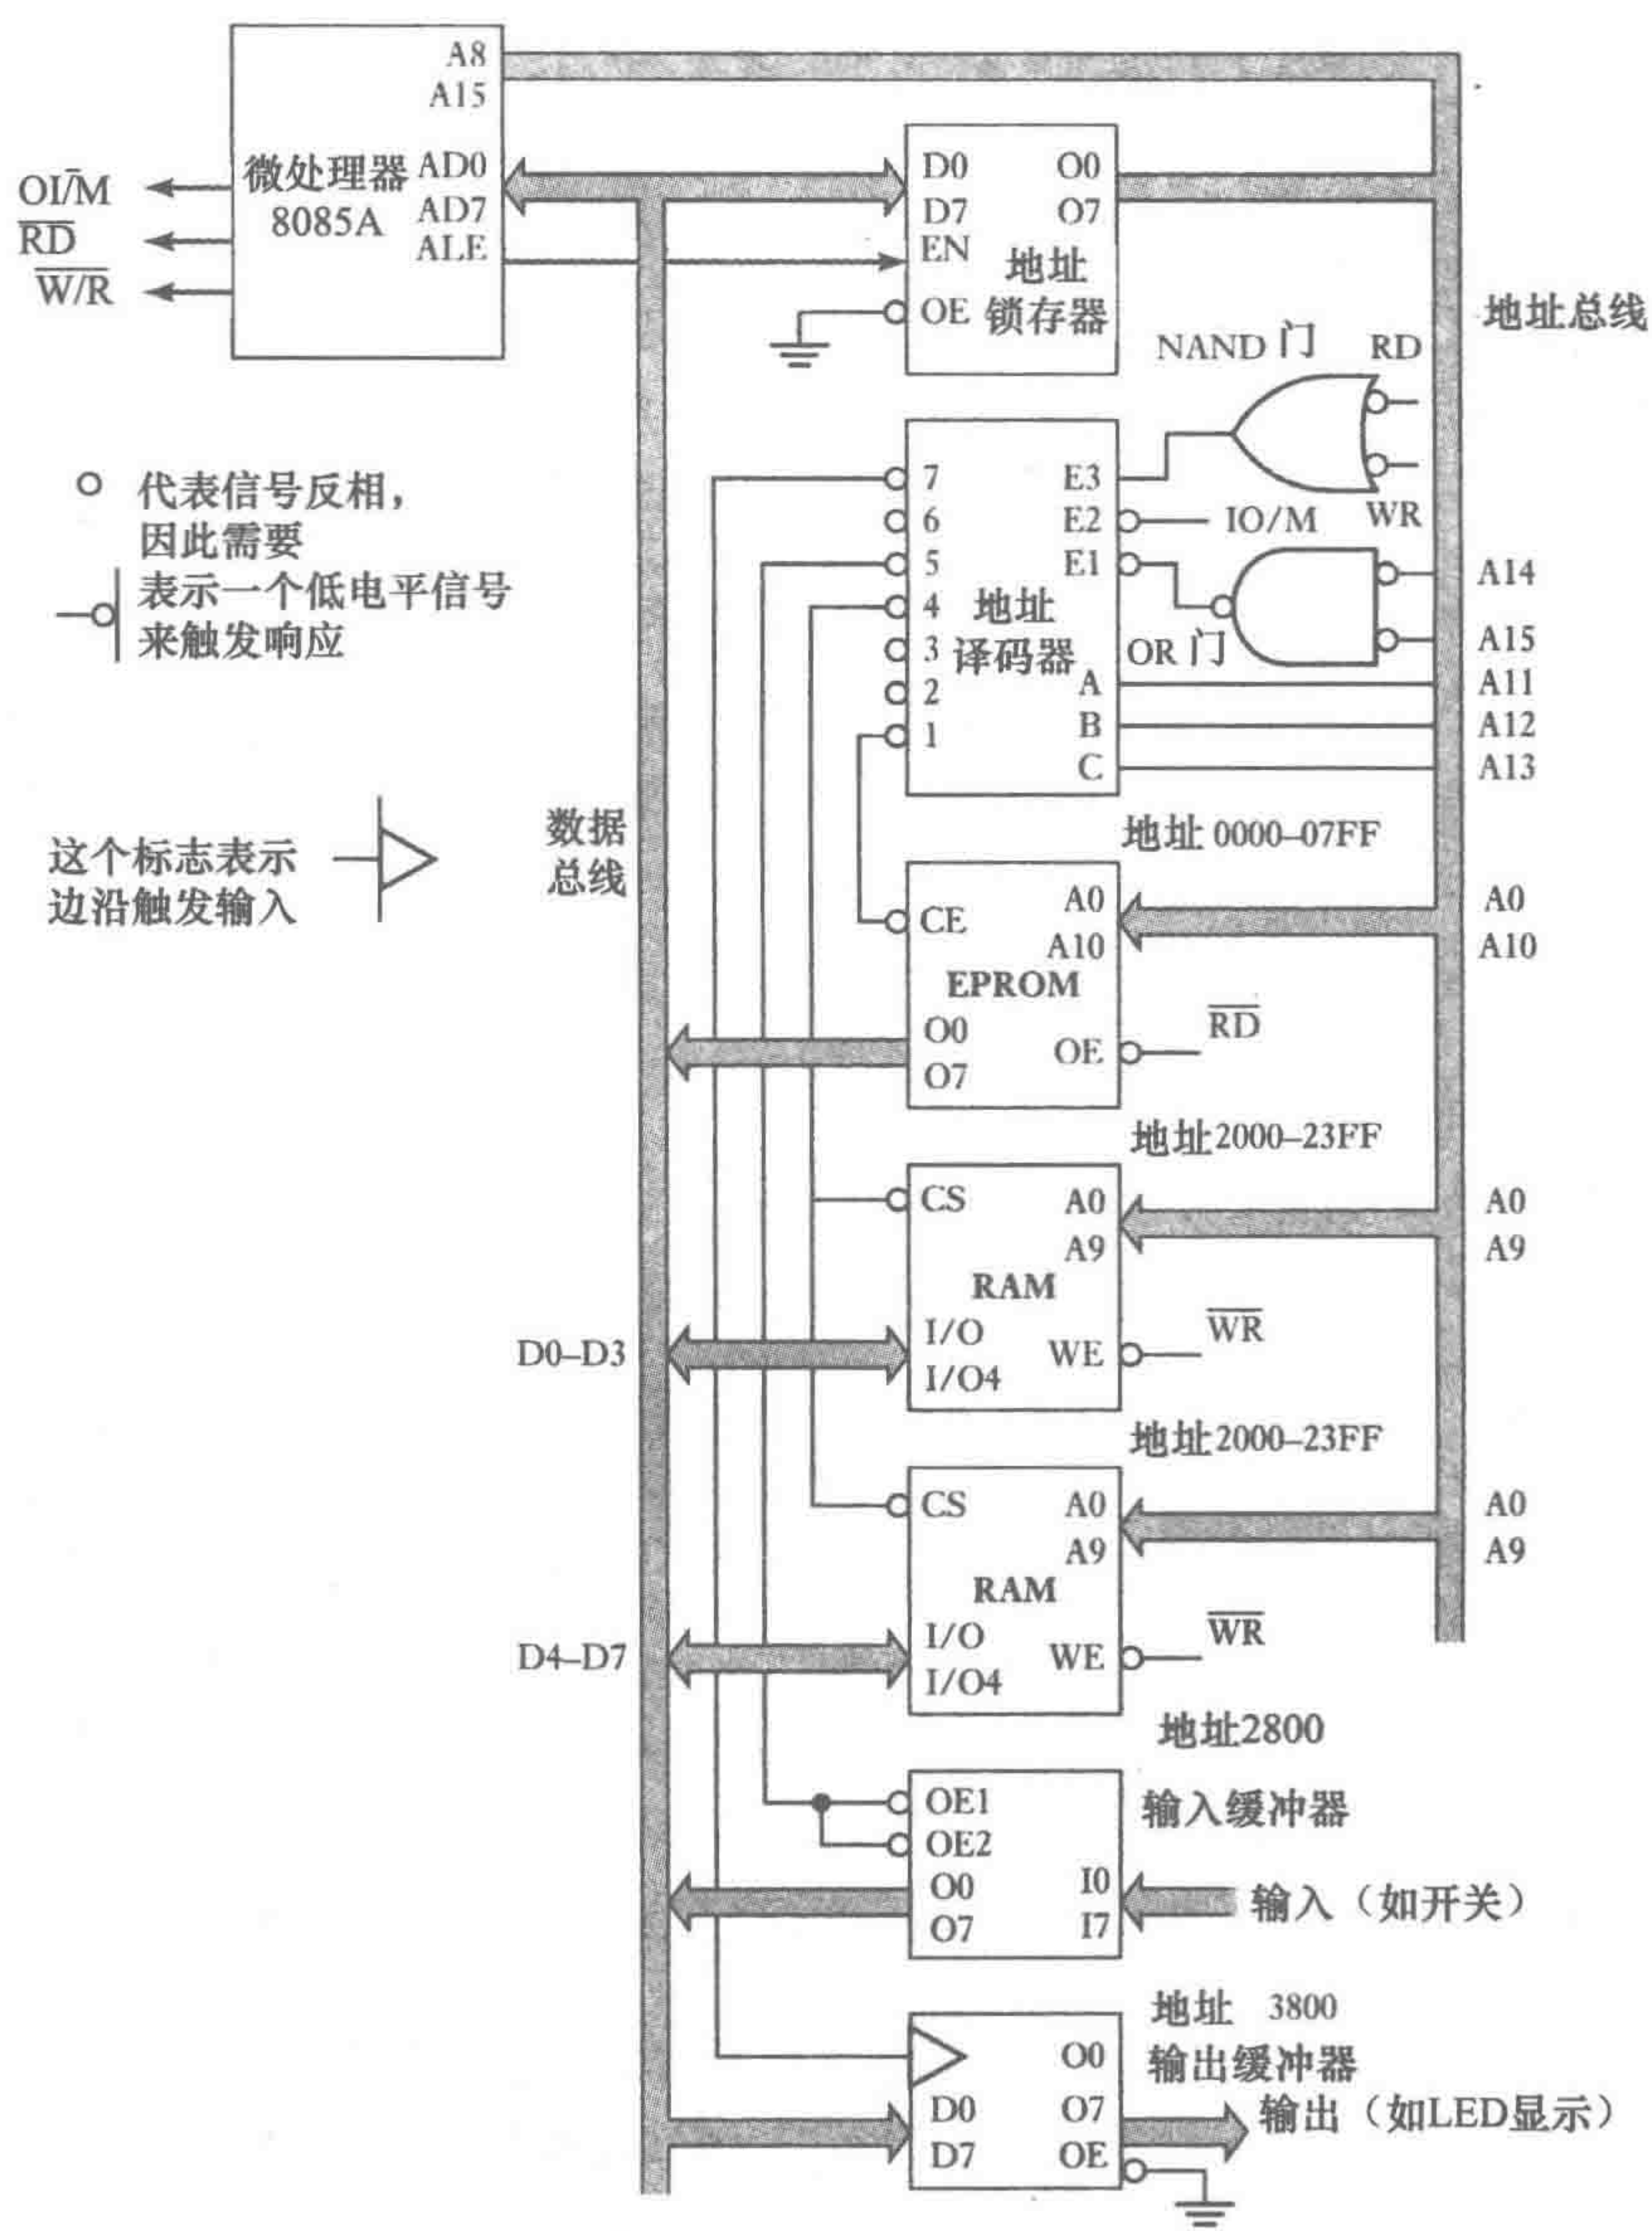 A8
A15
微处理器
8085A
AD0
AD7
ALE
OI/M̄
R̅D̅
W̅/̅R̅
D0
D7
EN
OE
O0
O7
地址
锁存器
地址总线
NAND 门
RD
WR
7
6
5
4
3
2
1
E3
E2
E1
地址
译码器
A
B
C
IO/M
OR 门
A14
A15
A11
A12
A13
代表信号反相，
因此需要
表示一个低电平信号
来触发响应
这个标志表示
边沿触发输入
数据
总线
地址 0000–07FF
CE
A0
A10
EPROM
O0
O7
OE
R̅D̅
A0
A10
地址2000–23FF
CS
A0
A9
RAM
I/O
I/O4
WE
W̅R̅
A0
A9
D0–D3
地址2000–23FF
CS
A0
A9
RAM
I/O
I/O4
WE
W̅R̅
A0
A9
D4–D7
地址2800
输入缓冲器
OE1
OE2
O0
O7
I0
I7
输入（如开关）
地址 3800
输出缓冲器
O0
O7
OE
D0
D7
输出（如LED显示）